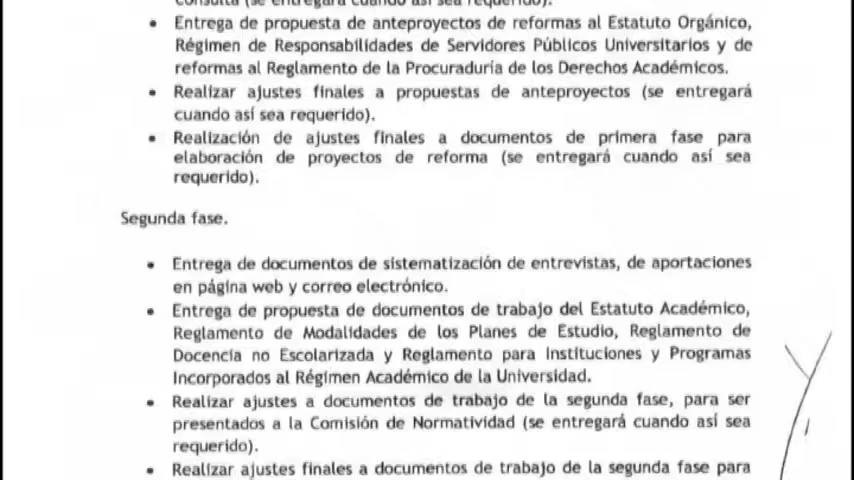 consulta (se entregará cuando así sea requerido).
• Entrega de propuesta de anteproyectos de reformas al Estatuto Orgánico,
Régimen de Responsabilidades de Servidores Públicos Universitarios y de
reformas al Reglamento de la Procuraduría de los Derechos Académicos.
• Realizar ajustes finales a propuestas de anteproyectos (se entregará
cuando así sea requerido).
• Realización de ajustes finales a documentos de primera fase para
elaboración de proyectos de reforma (se entregará cuando así sea
requerido).
Segunda fase.
• Entrega de documentos de sistematización de entrevistas, de aportaciones
en página web y correo electrónico.
• Entrega de propuesta de documentos de trabajo del Estatuto Académico,
Reglamento de Modalidades de los Planes de Estudio, Reglamento de
Docencia no Escolarizada y Reglamento para Instituciones y Programas
Incorporados al Régimen Académico de la Universidad.
• Realizar ajustes a documentos de trabajo de la segunda fase, para ser
presentados a la Comisión de Normatividad (se entregará cuando así sea
requerido).
• Realizar ajustes finales a documentos de trabajo de la segunda fase para